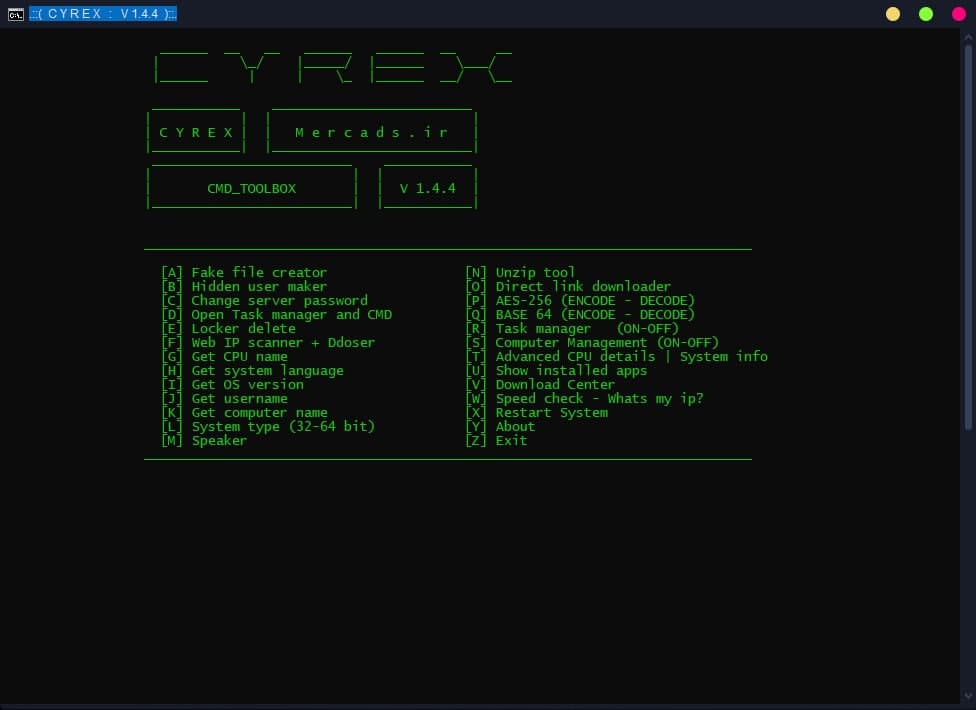 .::( C Y R E X : V 1.4.4 )::.
CYREX
C Y R E X
M e r c a d s . i r
CMD_TOOLBOX
V 1.4.4
[A] Fake file creator
[B] Hidden user maker
[C] Change server password
[D] Open Task manager and CMD
[E] Locker delete
[F] Web IP scanner + Ddoser
[G] Get CPU name
[H] Get system language
[I] Get OS version
[J] Get username
[K] Get computer name
[L] System type (32-64 bit)
[M] Speaker
[N] Unzip tool
[O] Direct link downloader
[P] AES-256 (ENCODE - DECODE)
[Q] BASE 64 (ENCODE - DECODE)
[R] Task manager (ON-OFF)
[S] Computer Management (ON-OFF)
[T] Advanced CPU details | System info
[U] Show installed apps
[V] Download Center
[W] Speed check - Whats my ip?
[X] Restart System
[Y] About
[Z] Exit